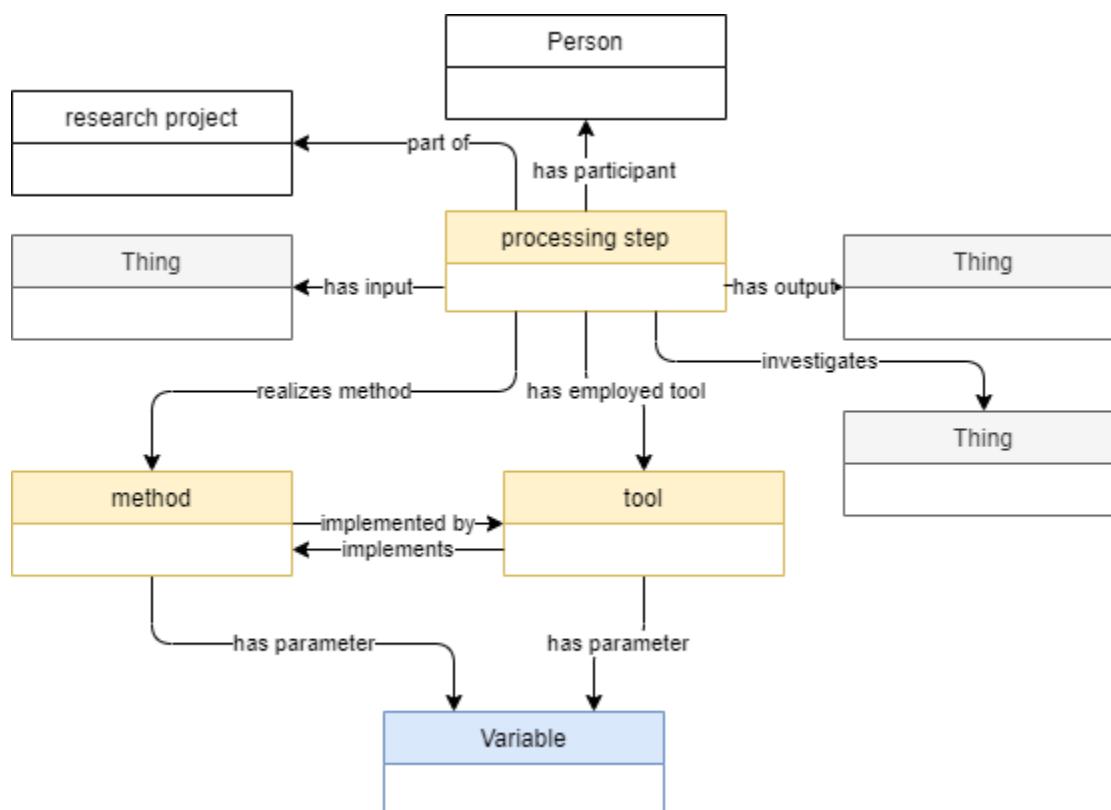 Person
research project
part of
has participant
processing step
Thing
Thing
has input
has output
investigates
realizes method
has employed tool
Thing
method
tool
implemented by
implements
has parameter
has parameter
Variable